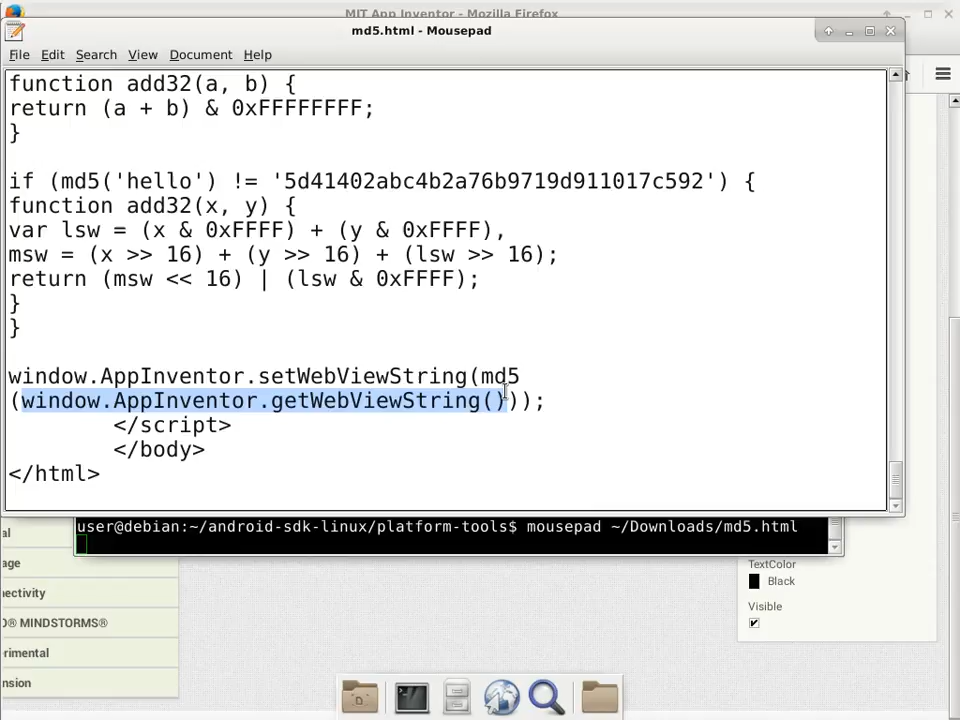 MIT App Inventor - Mozilla Firefox
md5.html - Mousepad
File Edit Search View Document Help
function add32(a, b) {
return (a + b) & 0xFFFFFFFF;
}
if (md5('hello') != '5d41402abc4b2a76b9719d911017c592') {
function add32(x, y) {
var lsw = (x & 0xFFFF) + (y & 0xFFFF),
msw = (x >> 16) + (y >> 16) + (lsw >> 16);
return (msw << 16) | (lsw & 0xFFFF);
}
}
window.AppInventor.setWebViewString(md5
(window.AppInventor.getWebViewString()));
</script>
</body>
</html>
user@debian:~/android-sdk-linux/platform-tools$ mousepad ~/Downloads/md5.html
al
age
nectivity
O® MINDSTORMS®
erimental
nsion
TextColor
Black
Visible